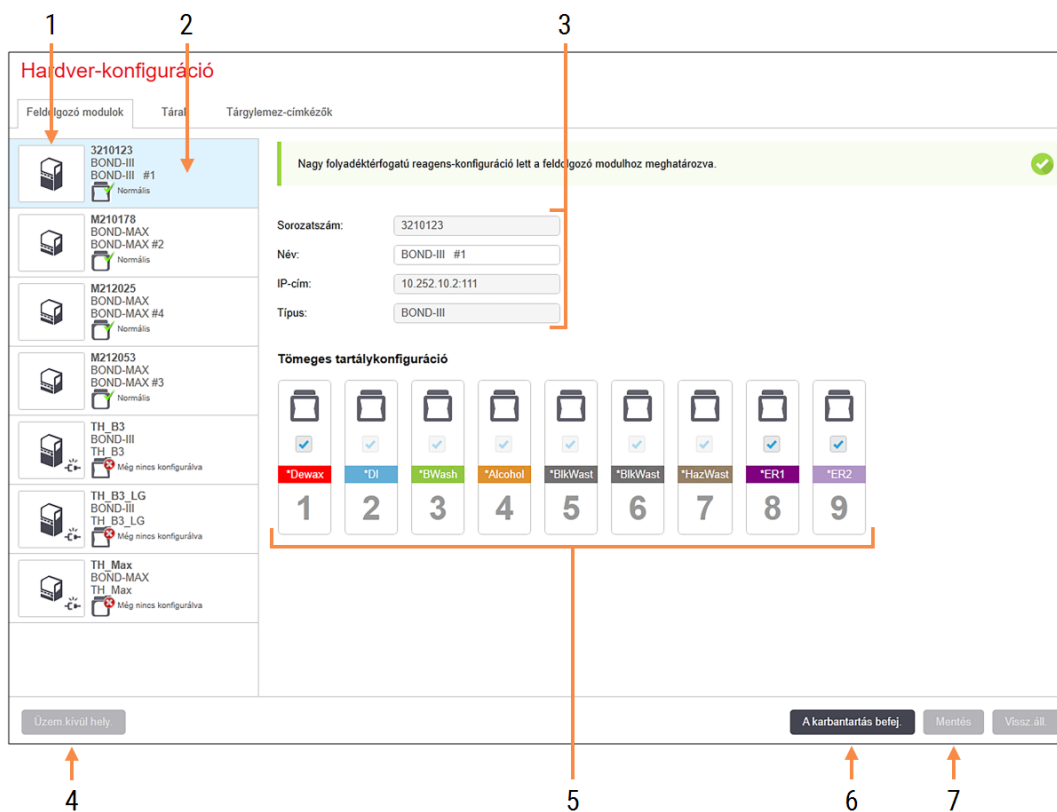 1 2 3
Hardver-konfiguráció
Feldolgozó modulok Tárak Tárgylemez-címkézők
3210123
BOND-III
BOND-III #1
Normális
M210178
BOND-MAX
BOND-MAX #2
Normális
M212025
BOND-MAX
BOND-MAX #4
Normális
M212053
BOND-MAX
BOND-MAX #3
Normális
TH_B3
BOND-III
TH_B3
Még nincs konfigurálva
TH_B3_LG
BOND-III
TH_B3_LG
Még nincs konfigurálva
TH_Max
BOND-MAX
TH_Max
Még nincs konfigurálva
Nagy folyadéktérfogatú reagens-konfiguráció lett a feldolgozó modulhoz meghatározva.
Sorozatszám: 3210123
Név: BOND-III #1
IP-cím: 10.252.10.2:111
Típus: BOND-III
Tömeges tartálykonfiguráció
*Dewax *DI *BWash *Alcohol *BlkWast *BlkWast *HazWast *ER1 *ER2
1 2 3 4 5 6 7 8 9
Üzem.kívül hely. A karbantartás befej. Mentés Vissz.áll.
4 5 6 7